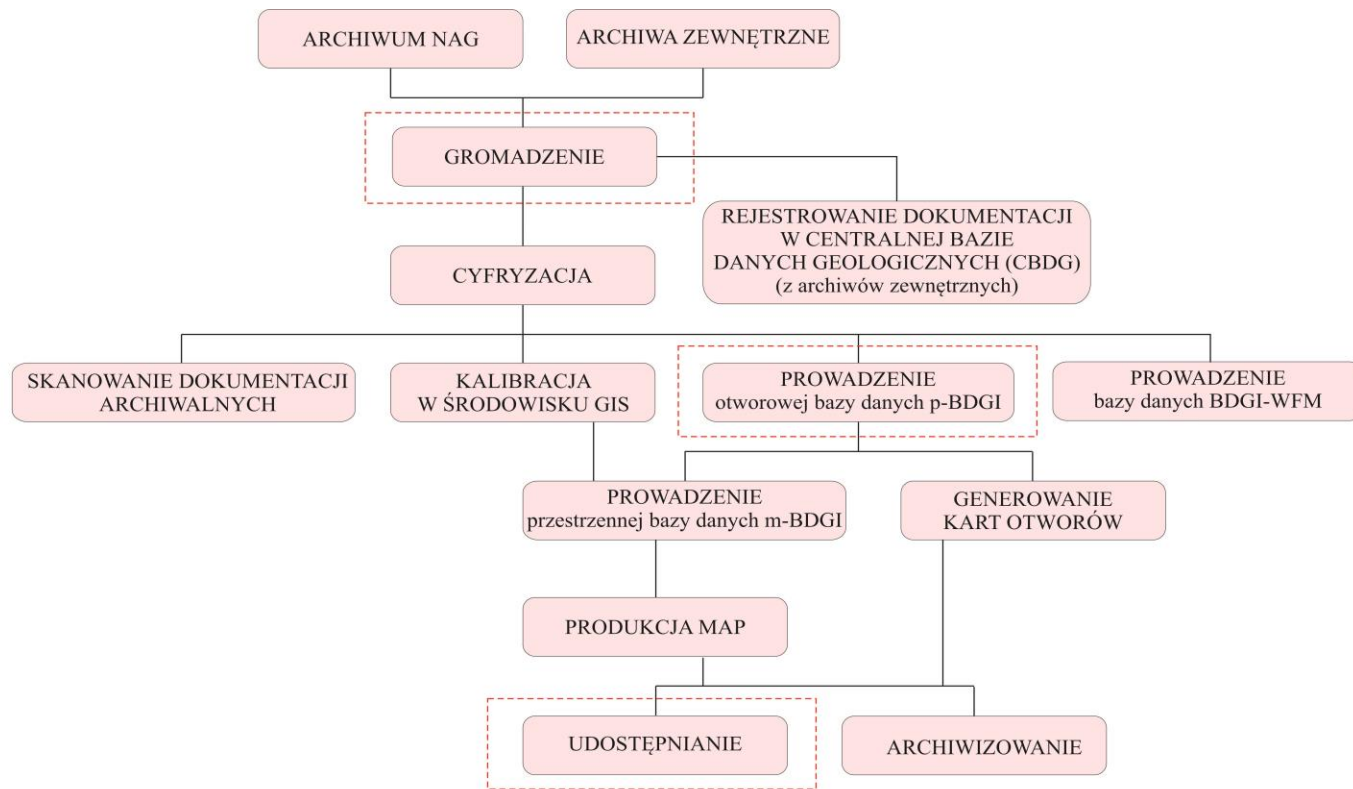 ARCHIWUM NAG
ARCHIWA ZEWNĘTRZNE
GROMADZENIE
REJESTROWANIE DOKUMENTACJI
W CENTRALNEJ BAZIE
DANYCH GEOLOGICZNYCH (CBDG)
(z archiwów zewnętrznych)
CYFRYZACJA
SKANOWANIE DOKUMENTACJI
ARCHIWALNYCH
KALIBRACJA
W ŚRODOWISKU GIS
PROWADZENIE
otworowej bazy danych p-BDGI
PROWADZENIE
bazy danych BDGI-WFM
PROWADZENIE
przestrzennej bazy danych m-BDGI
GENEROWANIE
KART OTWORÓW
PRODUKCJA MAP
UDOSTĘPNIANIE
ARCHIWIZOWANIE